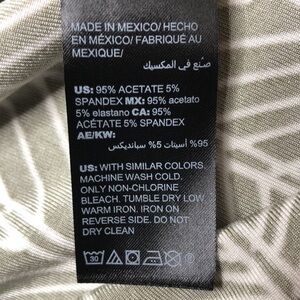 MADE IN MEXICO/ HECHO
EN MÉXICO/ FABRIQUÉ AU
MEXIQUE/
صنع في المكسيك
US: 95% ACETATE 5%
SPANDEX MX: 95% acetato
5% elastano CA: 95%
ACÉTATE 5% SPANDEX
AE/KW:
95% أسيتات 5% سباندیکس
US: WITH SIMILAR COLORS.
MACHINE WASH COLD.
ONLY NON-CHLORINE
BLEACH. TUMBLE DRY LOW
WARM IRON. IRON ON
REVERSE SIDE. DO NOT
DRY CLEAN
30